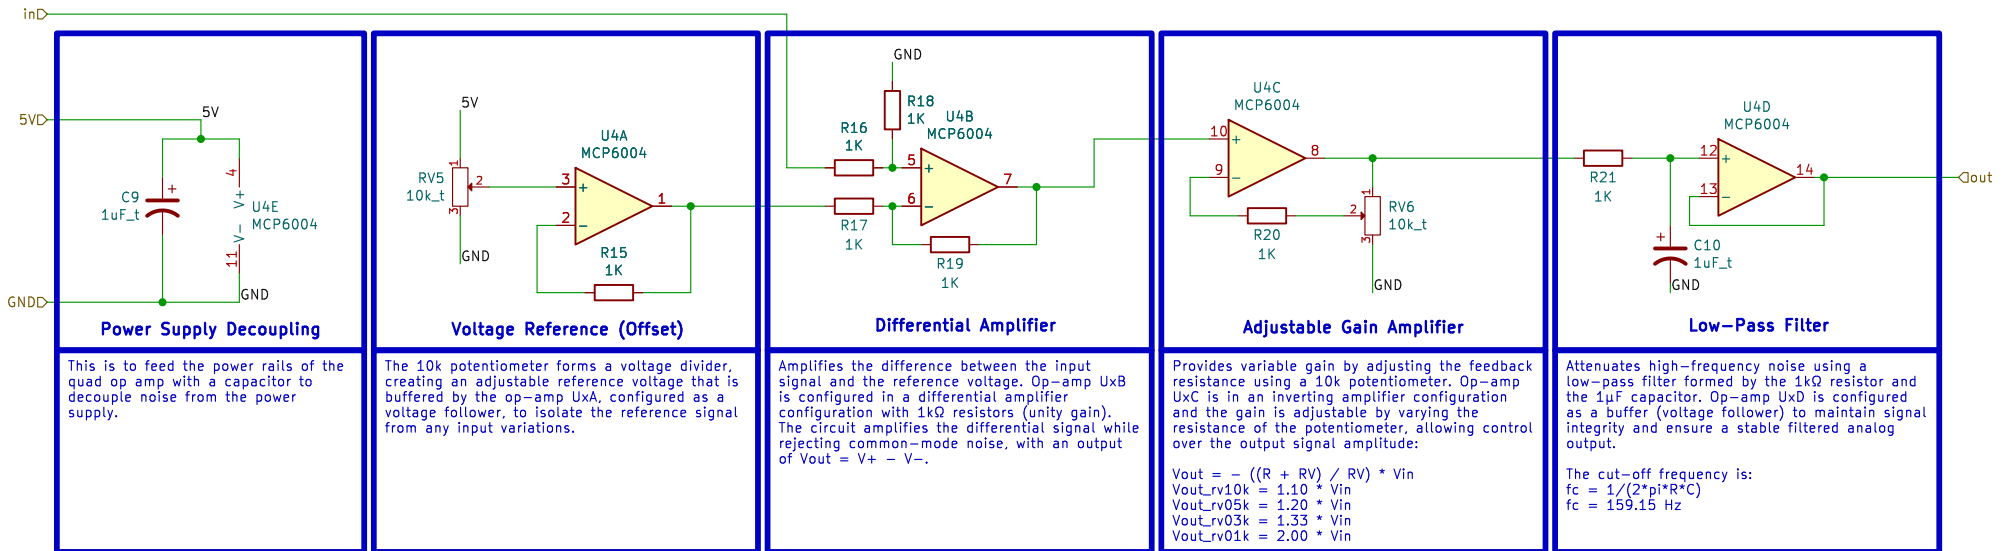 in
5V
GND
5V
C9
1uF_t
4
V+
V-
11
U4E
MCP6004
GND
Power Supply Decoupling
This is to feed the power rails of the
quad op amp with a capacitor to
decouple noise from the power
supply.
5V
RV5
10k_t
1
2
3
GND
U4A
MCP6004
3
2
1
R15
1K
Voltage Reference (Offset)
The 10k potentiometer forms a voltage divider,
creating an adjustable reference voltage that is
buffered by the op-amp UxA, configured as a
voltage follower, to isolate the reference signal
from any input variations.
GND
R18
1K
R16
1K
U4B
MCP6004
5
6
7
R17
1K
R19
1K
Differential Amplifier
Amplifies the difference between the input
signal and the reference voltage. Op-amp UxB
is configured in a differential amplifier
configuration with 1kΩ resistors (unity gain).
The circuit amplifies the differential signal while
rejecting common-mode noise, with an output
of Vout = V+ - V-.
U4C
MCP6004
10
9
8
R20
1K
1
2
3
RV6
10k_t
GND
Adjustable Gain Amplifier
Provides variable gain by adjusting the feedback
resistance using a 10k potentiometer. Op-amp
UxC is in an inverting amplifier configuration
and the gain is adjustable by varying the
resistance of the potentiometer, allowing control
over the output signal amplitude:
Vout = - ((R + RV) / RV) * Vin
Vout_rv10k = 1.10 * Vin
Vout_rv05k = 1.20 * Vin
Vout_rv03k = 1.33 * Vin
Vout_rv01k = 2.00 * Vin
R21
1K
U4D
MCP6004
12
13
14
C10
1uF_t
GND
out
Low-Pass Filter
Attenuates high-frequency noise using a
low-pass filter formed by the 1kΩ resistor and
the 1µF capacitor. Op-amp UxD is configured
as a buffer (voltage follower) to maintain signal
integrity and ensure a stable filtered analog
output.
The cut-off frequency is:
fc = 1/(2*pi*R*C)
fc = 159.15 Hz